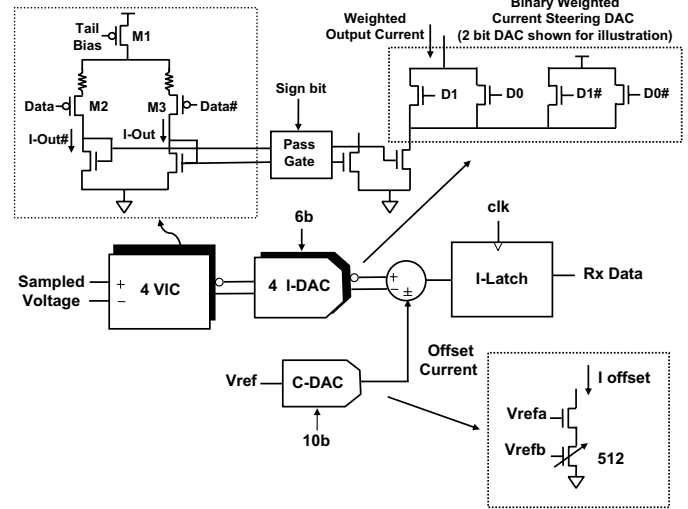 Binary Weighted
Current Steering DAC
(2 bit DAC shown for illustration)
Weighted
Output Current
Tail
Bias
M1
Data
M2
M3
Data#
I-Out#
I-Out
Sign bit
Pass
Gate
D1
D0
D1#
D0#
6b
clk
Sampled
Voltage
+
−
4 VIC
4 I-DAC
+
−
±
I-Latch
Rx Data
Offset
Current
Vref
C-DAC
10b
I offset
Vrefa
Vrefb
512